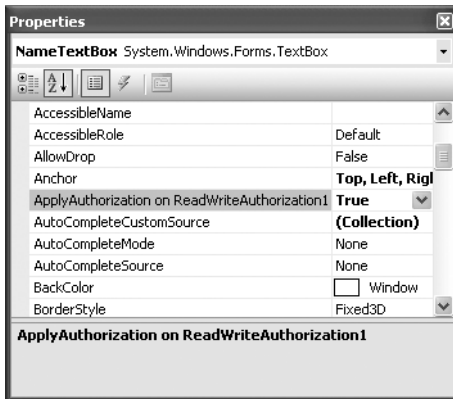 Properties
NameTextBox System.Windows.Forms.TextBox
AccessibleName
AccessibleRole Default
AllowDrop False
Anchor Top, Left, Rigl
ApplyAuthorization on ReadWriteAuthorization1 True
AutoCompleteCustomSource (Collection)
AutoCompleteMode None
AutoCompleteSource None
BackColor Window
BorderStyle Fixed3D
ApplyAuthorization on ReadWriteAuthorization1